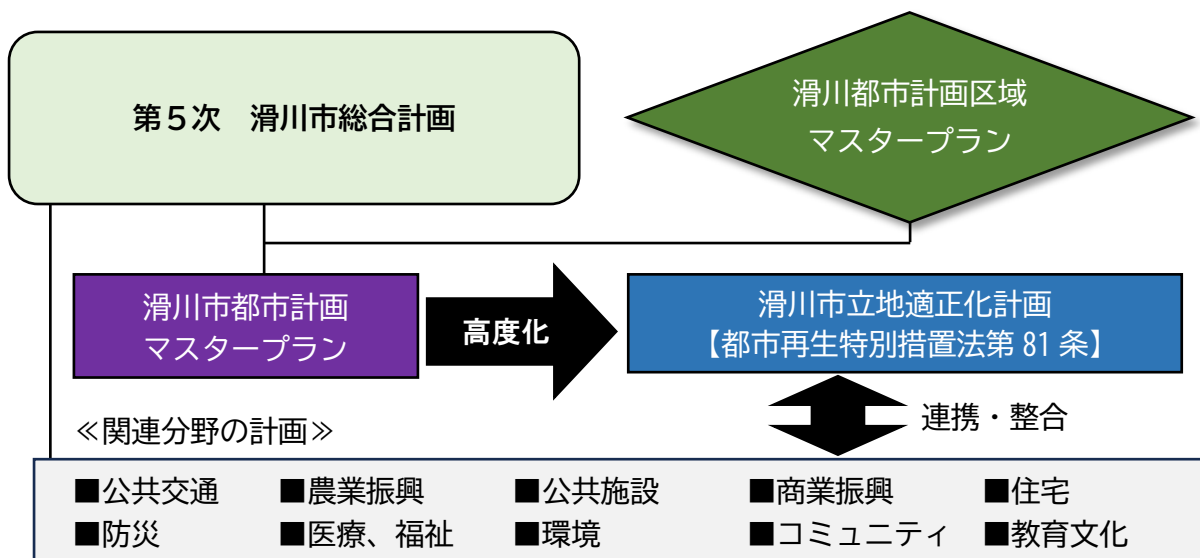 第５次　滑川市総合計画
滑川都市計画区域
マスタープラン
滑川市都市計画
マスタープラン
高度化
滑川市立地適正化計画
【都市再生特別措置法第 81 条】
連携・整合
≪関連分野の計画≫
■公共交通　■農業振興　■公共施設　■商業振興　■住宅
■防災　■医療、福祉　■環境　■コミュニティ　■教育文化